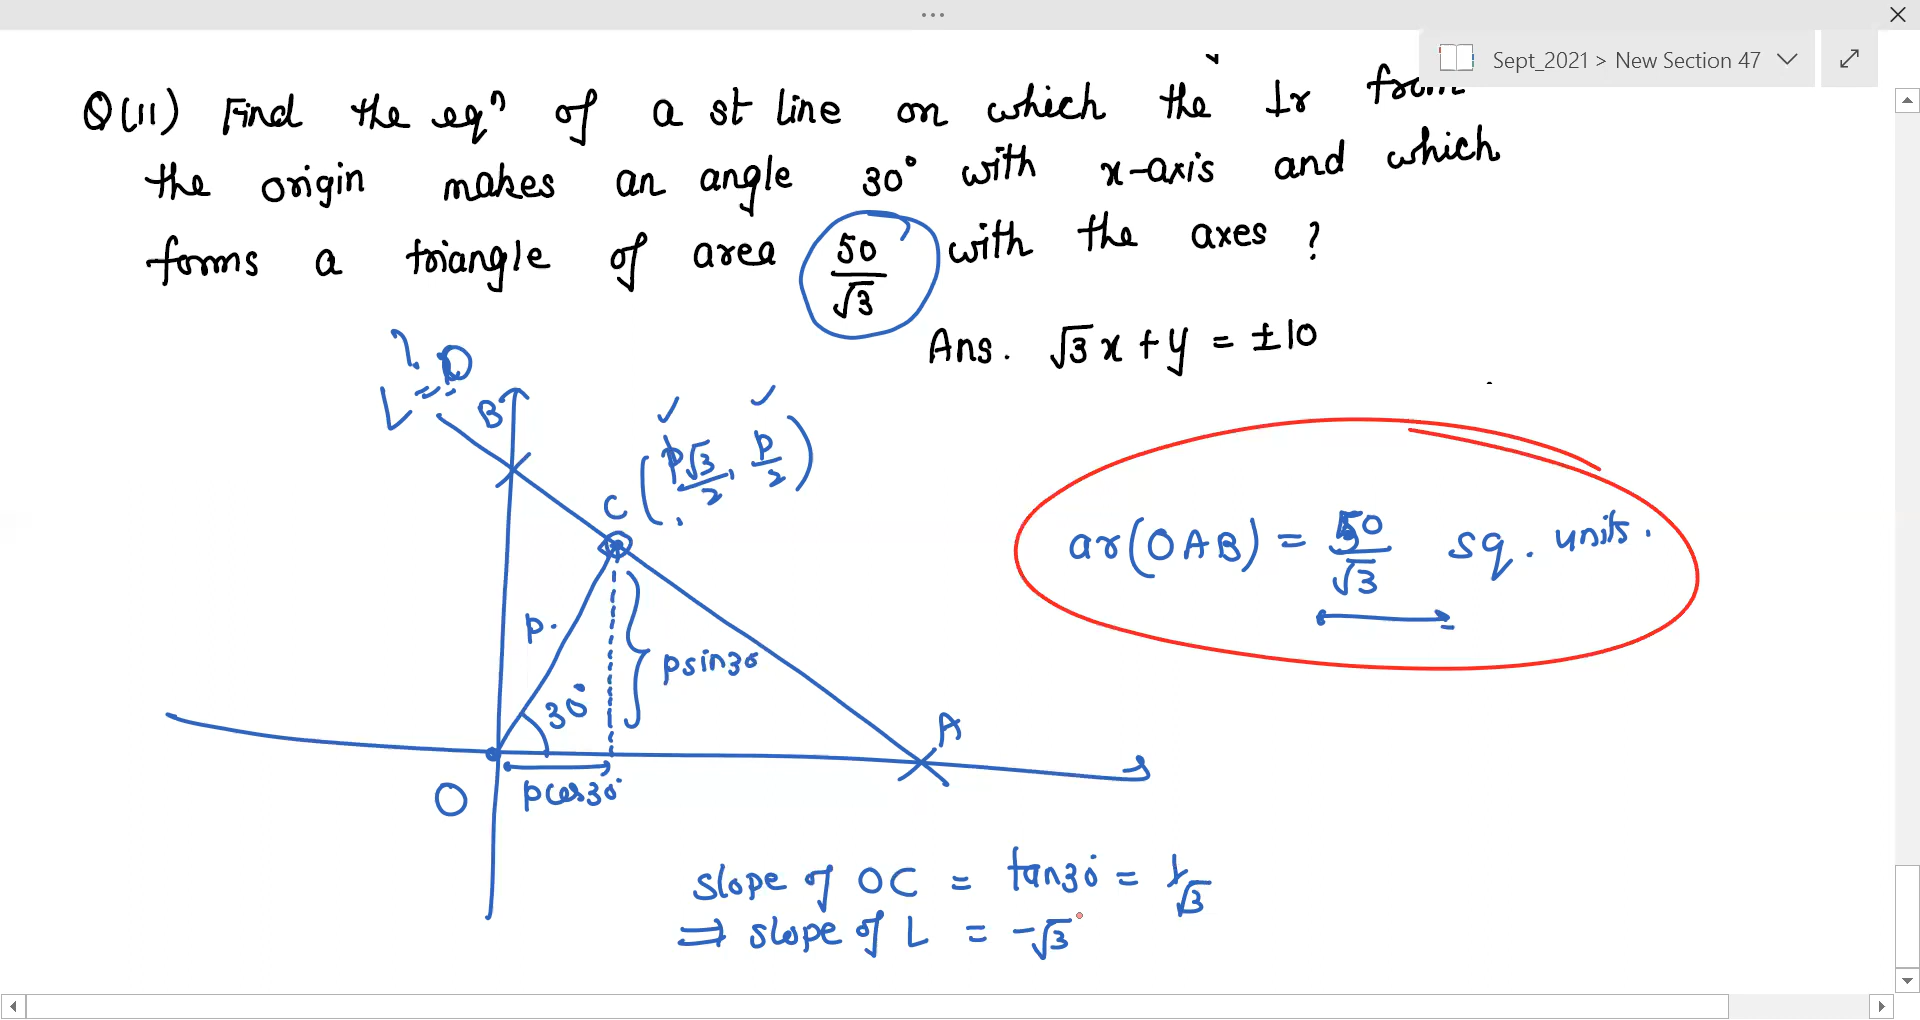 Sept_2021 > New Section 47
Q(11) Find the eqn of a st line on which the ⊥r from
the origin makes an angle 30° with x-axis and which
forms a triangle of area 50/√3 with the axes ?
Ans. √3x + y = ±10
L = 0
B
C (p√3/2, p/2)
ar(OAB) = 50/√3 sq. units.
p.
psin30
30°
A
O
pcos30°
slope of OC = tan30° = 1/√3
⇒ slope of L = -√3